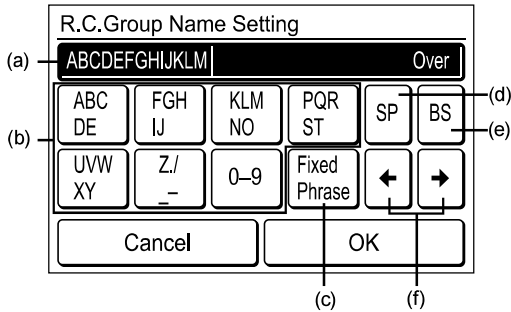 R.C.Group Name Setting
(a) ABCDEFGHIJKLM Over
(b)
ABC DE
FGH IJ
KLM NO
PQR ST
SP
BS
(d)
(e)
UVW XY
Z./ _–
0–9
Fixed Phrase
←
→
Cancel
OK
(c)
(f)